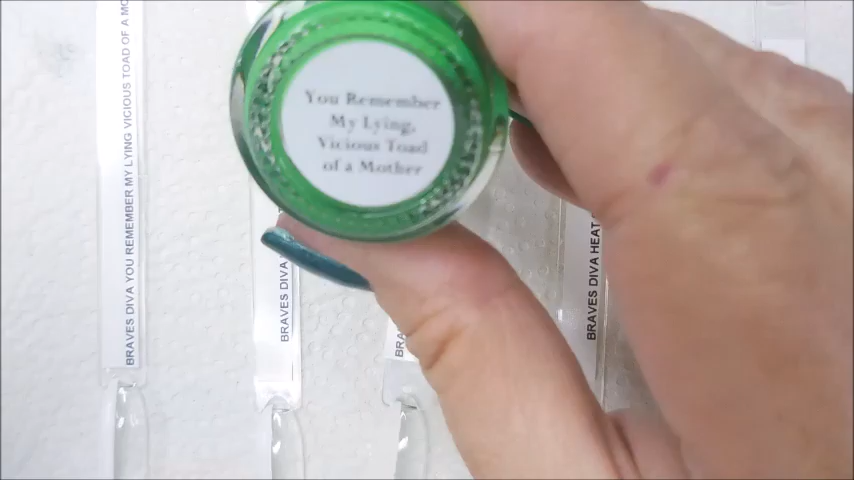 You Remember
My Lying,
Vicious Toad
of a Mother
BRAVES DIVA YOU REMEMBER MY LYING VICIOUS TOAD OF A MO
BRAVES DIVA
BRA
BRAVES DIVA HEAT